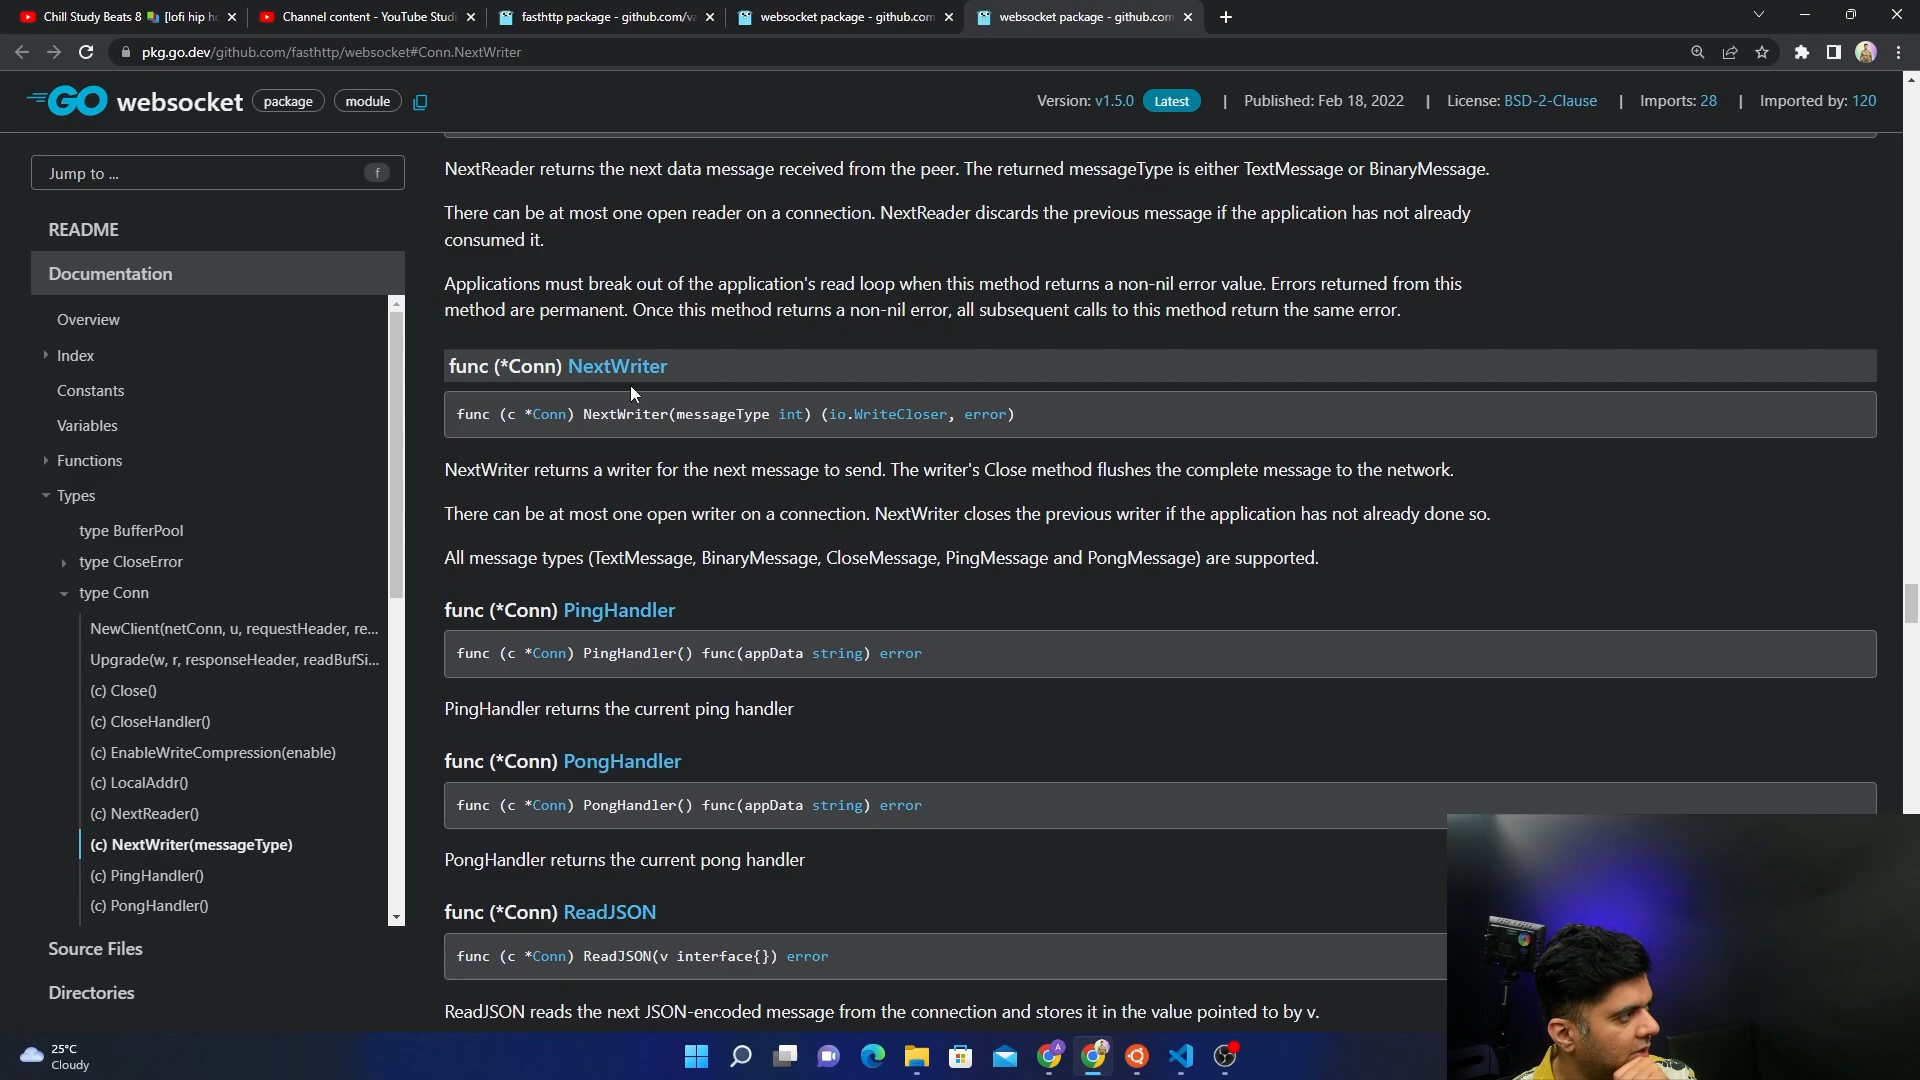 Chill Study Beats 8 [lofi hip h
Channel content - YouTube Studi
fasthttp package - github.com/va
websocket package - github.com
websocket package - github.com
pkg.go.dev/github.com/fasthttp/websocket#Conn.NextWriter
GO websocket package module
Version: v1.5.0 Latest | Published: Feb 18, 2022 | License: BSD-2-Clause | Imports: 28 | Imported by: 120
Jump to ... f
README
Documentation
Overview
Index
Constants
Variables
Functions
Types
type BufferPool
type CloseError
type Conn
NewClient(netConn, u, requestHeader, re...
Upgrade(w, r, responseHeader, readBufSi...
(c) Close()
(c) CloseHandler()
(c) EnableWriteCompression(enable)
(c) LocalAddr()
(c) NextReader()
(c) NextWriter(messageType)
(c) PingHandler()
(c) PongHandler()
Source Files
Directories
NextReader returns the next data message received from the peer. The returned messageType is either TextMessage or BinaryMessage.
There can be at most one open reader on a connection. NextReader discards the previous message if the application has not already
consumed it.
Applications must break out of the application's read loop when this method returns a non-nil error value. Errors returned from this
method are permanent. Once this method returns a non-nil error, all subsequent calls to this method return the same error.
func (*Conn) NextWriter
func (c *Conn) NextWriter(messageType int) (io.WriteCloser, error)
NextWriter returns a writer for the next message to send. The writer's Close method flushes the complete message to the network.
There can be at most one open writer on a connection. NextWriter closes the previous writer if the application has not already done so.
All message types (TextMessage, BinaryMessage, CloseMessage, PingMessage and PongMessage) are supported.
func (*Conn) PingHandler
func (c *Conn) PingHandler() func(appData string) error
PingHandler returns the current ping handler
func (*Conn) PongHandler
func (c *Conn) PongHandler() func(appData string) error
PongHandler returns the current pong handler
func (*Conn) ReadJSON
func (c *Conn) ReadJSON(v interface{}) error
ReadJSON reads the next JSON-encoded message from the connection and stores it in the value pointed to by v.
25°C
Cloudy
A